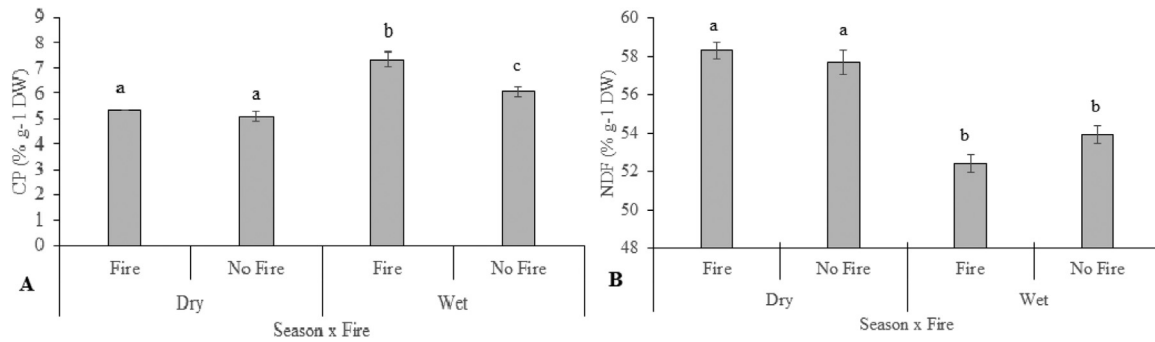 9
8
7
6
5
4
3
2
1
0
CP (% g-1 DW)
a
a
b
c
Fire
No Fire
Fire
No Fire
Dry
Wet
Season x Fire
A
60
58
56
54
52
50
48
NDF (% g-1 DW)
a
a
b
b
Fire
No Fire
Fire
No Fire
Dry
Wet
Season x Fire
B